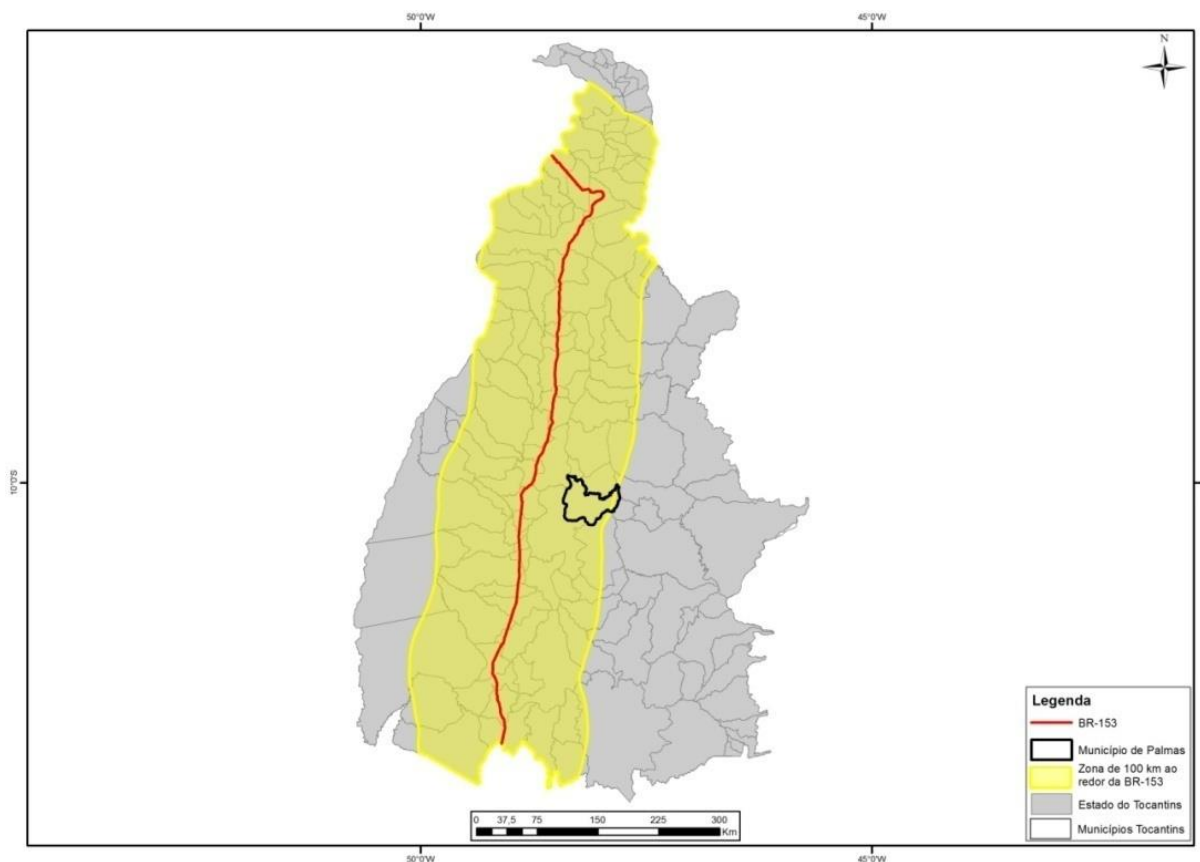 50°0'W 45°0'W
N
10°0'S
Legenda
BR-153
Município de Palmas
Zona de 100 km ao
redor da BR-153
Estado do Tocantins
Municípios Tocantins
0 37,5 75 150 225 300
Km
50°0'W 45°0'W